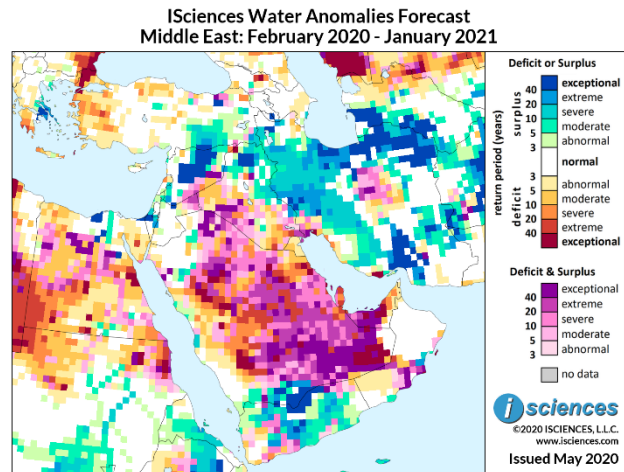 ISciences Water Anomalies Forecast
Middle East: February 2020 - January 2021
Deficit or Surplus
return period (years)
surplus
deficit
exceptional
40
extreme
20
severe
10
moderate
5
abnormal
3
normal
3
abnormal
5
moderate
10
severe
20
extreme
40
exceptional
Deficit & Surplus
exceptional
40
extreme
20
severe
10
moderate
5
abnormal
3
no data
i sciences
©2020 ISCIENCES, L.L.C.
www.isciences.com
Issued May 2020